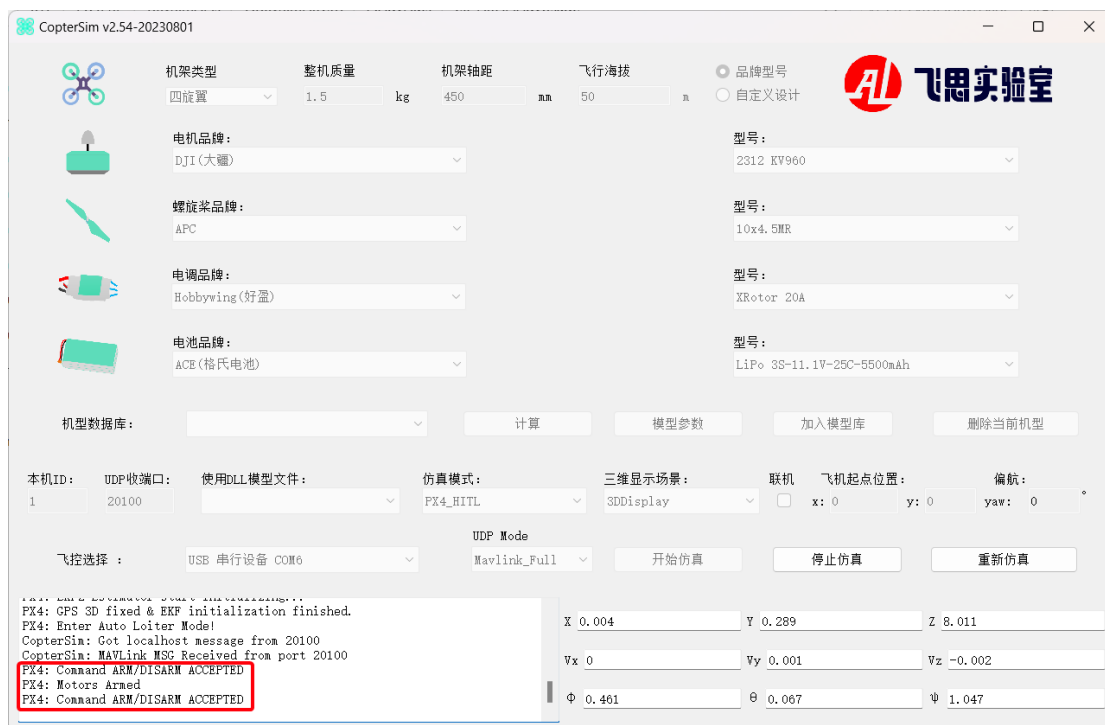 CopterSim v2.54-20230801
机架类型 整机质量 机架轴距 飞行海拔 品牌型号
四旋翼 1.5 kg 450 mm 50 m 自定义设计
飞思实验室
电机品牌： 型号：
DJI(大疆) 2312 KV960
螺旋桨品牌： 型号：
APC 10x4.5MR
电调品牌： 型号：
Hobbywing(好盈) XRotor 20A
电池品牌： 型号：
ACE(格氏电池) LiPo 3S-11.1V-25C-5500mAh
机型数据库： 计算 模型参数 加入模型库 删除当前机型
本机ID： UDP收端口： 使用DLL模型文件： 仿真模式： 三维显示场景： 联机 飞机起点位置： 偏航：
1 20100 PX4_HITL 3DDisplay x: 0 y: 0 yaw: 0 °
UDP Mode
飞控选择 ： USB 串行设备 COM6 Mavlink_Full 开始仿真 停止仿真 重新仿真
PX4: GPS 3D fixed & EKF initialization finished.
PX4: Enter Auto Loiter Mode!
CopterSim: Got localhost message from 20100
CopterSim: MAVLink MSG Received from port 20100
PX4: Command ARM/DISARM ACCEPTED
PX4: Motors Armed
PX4: Command ARM/DISARM ACCEPTED
X 0.004 Y 0.289 Z 8.011
Vx 0 Vy 0.001 Vz -0.002
Φ 0.461 θ 0.067 ψ 1.047